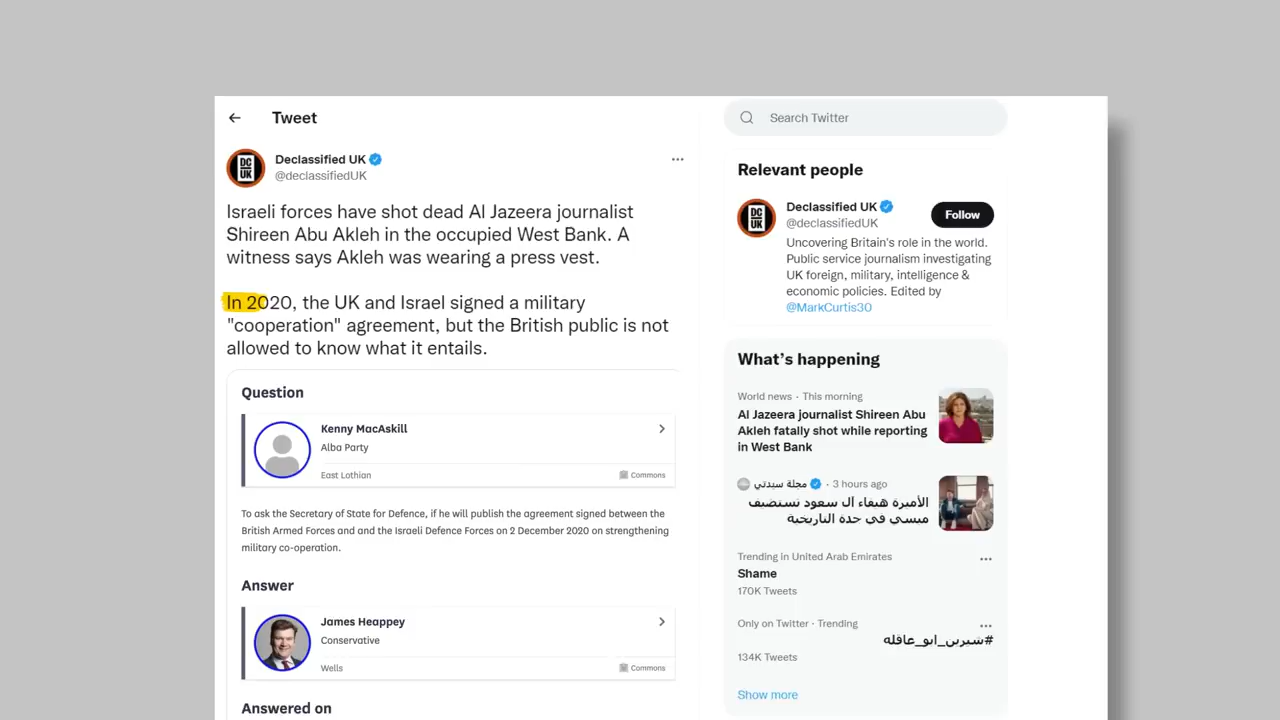 Tweet
DC
UK
Declassified UK
@declassifiedUK
Israeli forces have shot dead Al Jazeera journalist
Shireen Abu Akleh in the occupied West Bank. A
witness says Akleh was wearing a press vest.
In 2020, the UK and Israel signed a military
"cooperation" agreement, but the British public is not
allowed to know what it entails.
Question
Kenny MacAskill
Alba Party
East Lothian
Commons
To ask the Secretary of State for Defence, if he will publish the agreement signed between the
British Armed Forces and and the Israeli Defence Forces on 2 December 2020 on strengthening
military co-operation.
Answer
James Heappey
Conservative
Wells
Commons
Answered on
Search Twitter
Relevant people
DC
UK
Declassified UK
@declassifiedUK
Follow
Uncovering Britain's role in the world.
Public service journalism investigating
UK foreign, military, intelligence &
economic policies. Edited by
@MarkCurtis30
What's happening
World news · This morning
Al Jazeera journalist Shireen Abu
Akleh fatally shot while reporting
in West Bank
مجلة سيدتي · 3 hours ago
الأميرة هيفاء آل سعود تستضيف
ميسي في جدة التاريخية
Trending in United Arab Emirates
Shame
170K Tweets
Only on Twitter · Trending
#شيرين_ابو_عاقله
134K Tweets
Show more